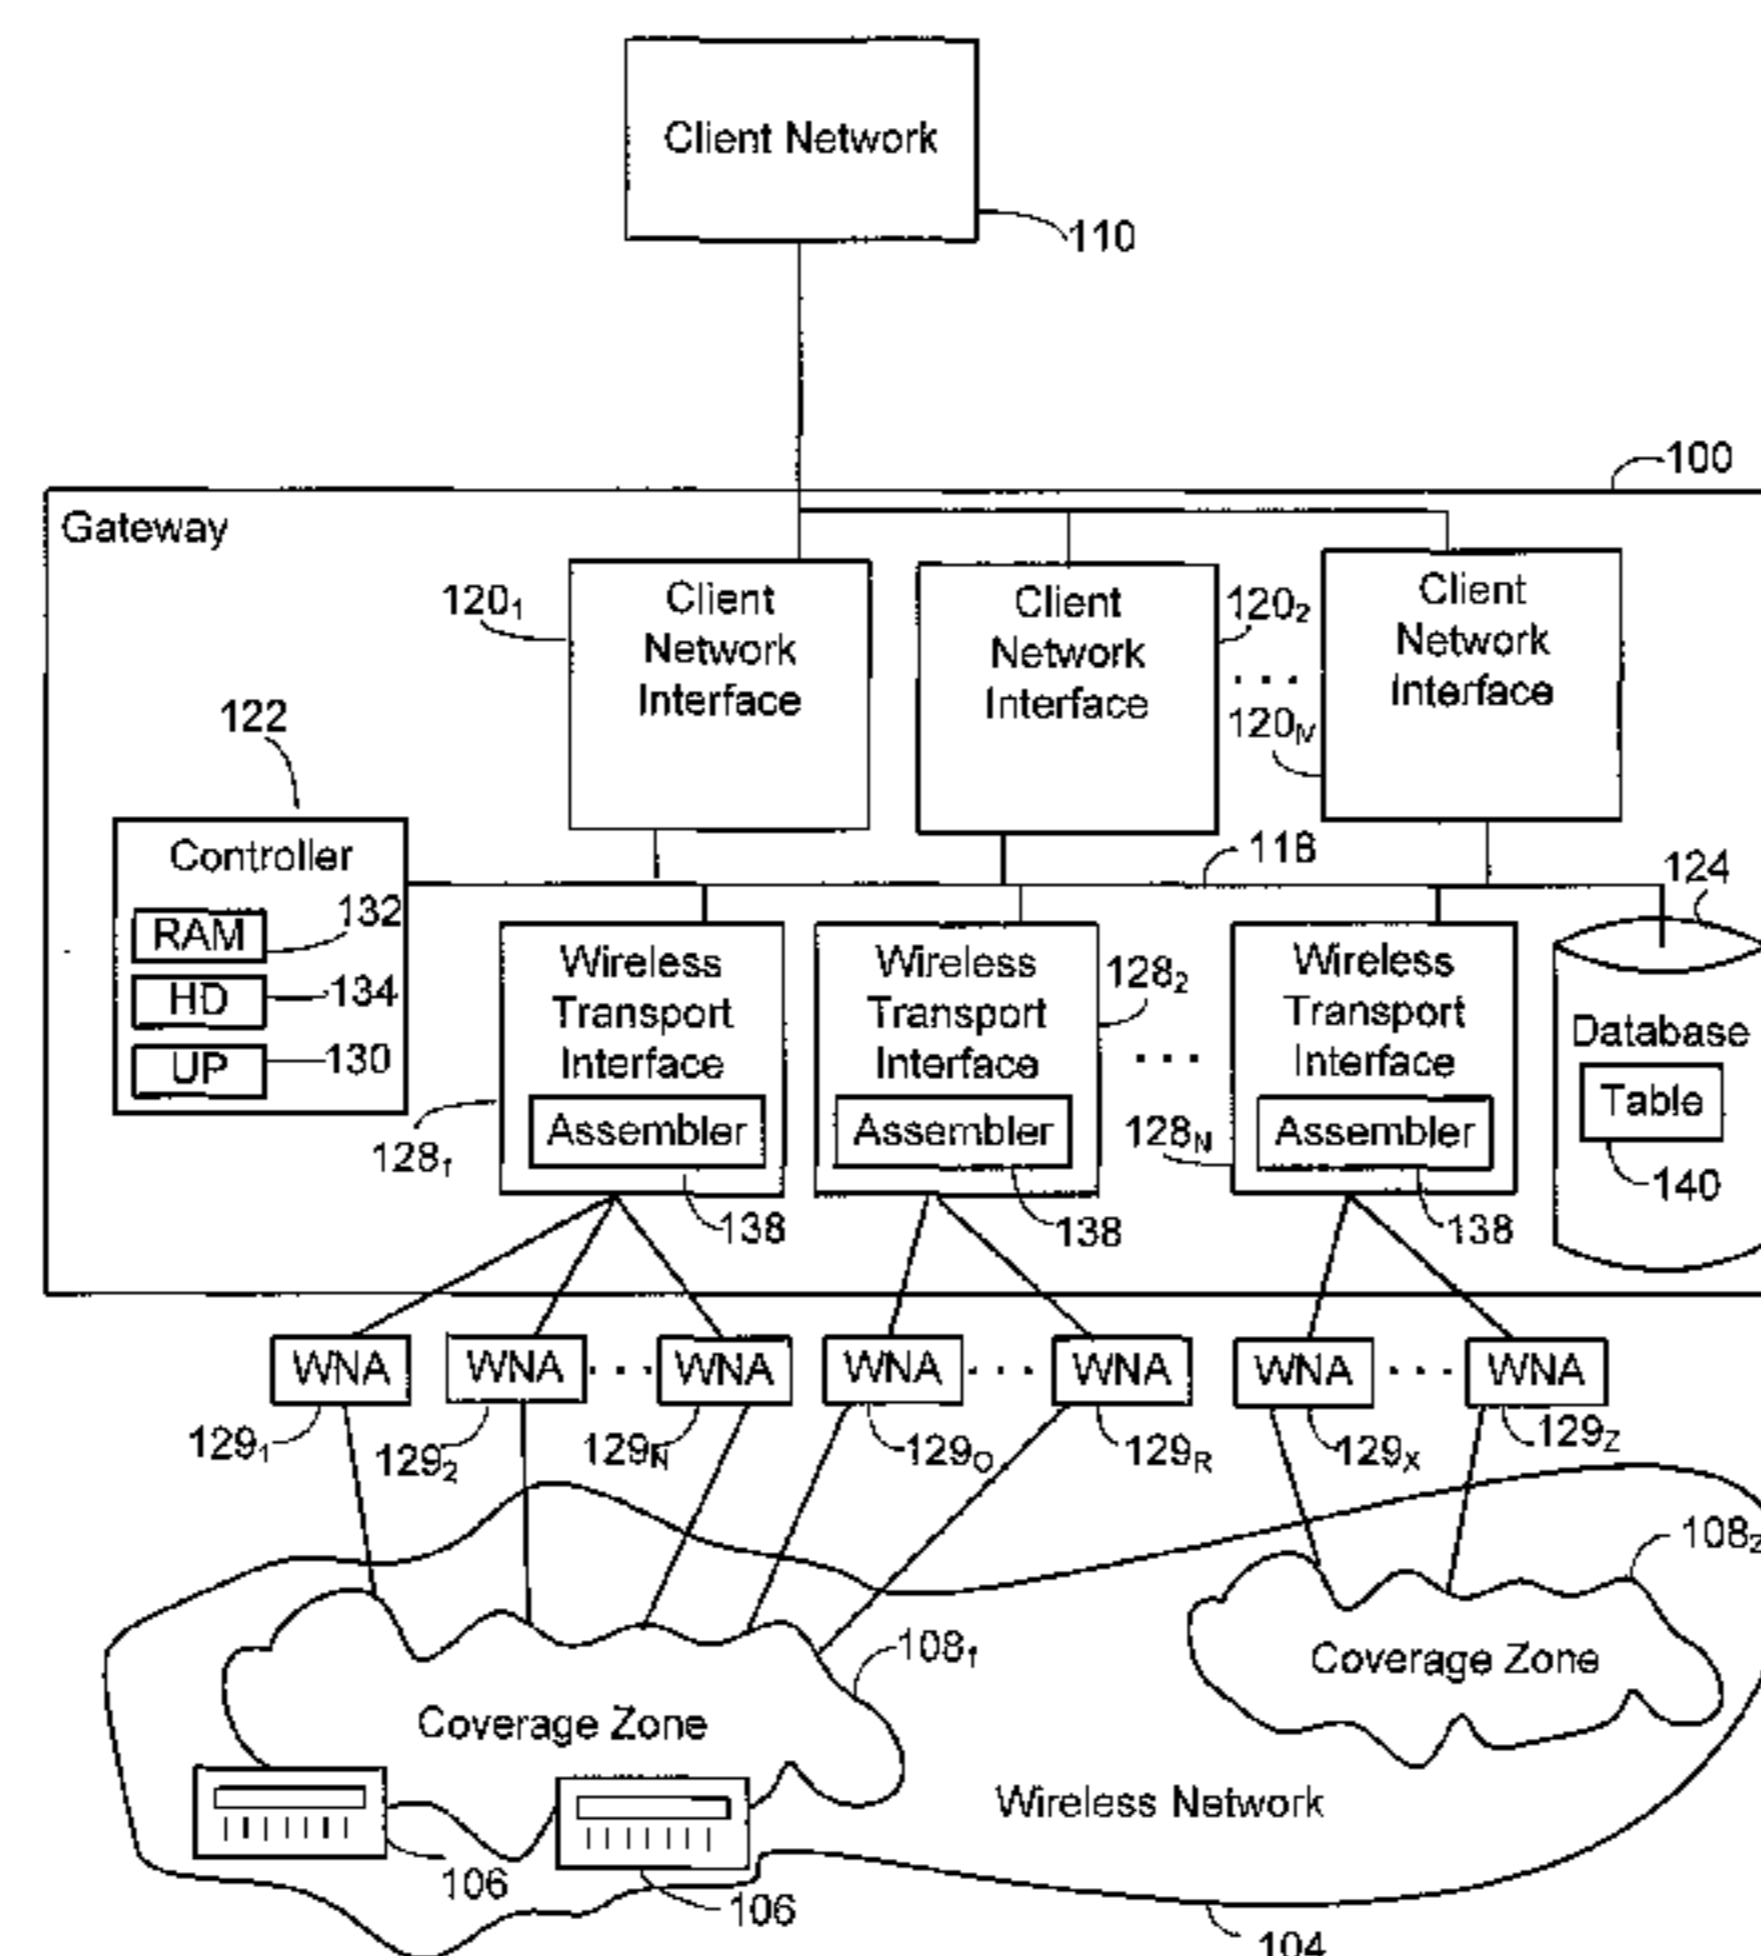 Client Network
110
100
Gateway
120₁
Client
Network
Interface
Client
Network
Interface
120₂
. . .
120ₙ
Client
Network
Interface
122
Controller
RAM
132
HD
134
UP
130
118
124
Wireless
Transport
Interface
Assembler
128₁
138
Wireless
Transport
Interface
Assembler
128₂
138
. . .
128N
Wireless
Transport
Interface
Assembler
138
Database
Table
140
WNA
WNA
. . .
WNA
WNA
. . .
WNA
WNA
. . .
WNA
129₁
129₂
129N
129O
129R
129X
129Z
108₂
108₁
Coverage Zone
Coverage Zone
Wireless Network
106
106
104